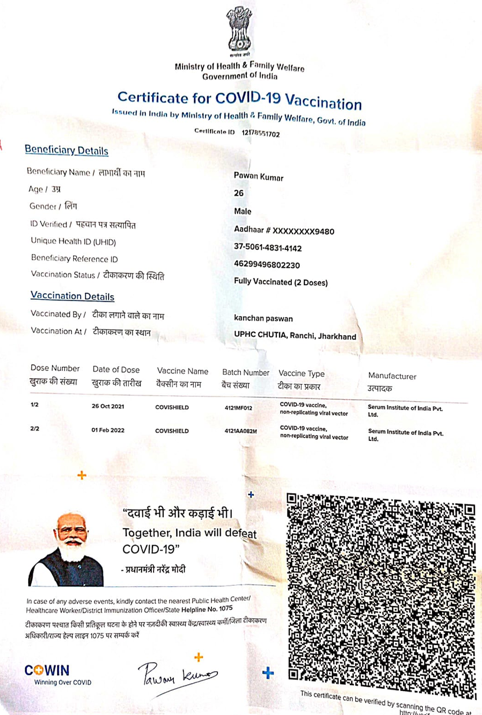 सत्यमेव जयते
Ministry of Health & Family Welfare
Government of India
Certificate for COVID-19 Vaccination
Issued in India by Ministry of Health & Family Welfare, Govt. of India
Certificate ID 12178551702
Beneficiary Details
Beneficiary Name / लाभार्थी का नाम Pawan Kumar
Age / उम्र 26
Gender / लिंग Male
ID Verified / पहचान पत्र सत्यापित Aadhaar # XXXXXXXX9480
Unique Health ID (UHID) 37-5061-4831-4142
Beneficiary Reference ID 46299496802230
Vaccination Status / टीकाकरण की स्थिति Fully Vaccinated (2 Doses)
Vaccination Details
Vaccinated By / टीका लगाने वाले का नाम kanchan paswan
Vaccination At / टीकाकरण का स्थान UPHC CHUTIA, Ranchi, Jharkhand
Dose Number Date of Dose Vaccine Name Batch Number Vaccine Type Manufacturer
खुराक की संख्या खुराक की तारीख वैक्सीन का नाम बैच संख्या टीका का प्रकार उत्पादक
1/2 26 Oct 2021 COVISHIELD 4121MF012 COVID-19 vaccine, Serum Institute of India Pvt.
non-replicating viral vector Ltd.
2/2 01 Feb 2022 COVISHIELD 4121AA082M COVID-19 vaccine, Serum Institute of India Pvt.
non-replicating viral vector Ltd.
“दवाई भी और कड़ाई भी।
Together, India will defeat
COVID-19”
- प्रधानमंत्री नरेंद्र मोदी
In case of any adverse events, kindly contact the nearest Public Health Center/
Healthcare Worker/District Immunization Officer/State Helpline No. 1075
टीकाकरण पश्चात किसी प्रतिकूल घटना के होने पर नज़दीकी स्वास्थ्य केंद्र/स्वास्थ्य कर्मी/जिला टीकाकरण
अधिकारी/राज्य हेल्प लाइन 1075 पर सम्पर्क करें
COWIN
Winning Over COVID
Pawan Kumar
This certificate can be verified by scanning the QR code at